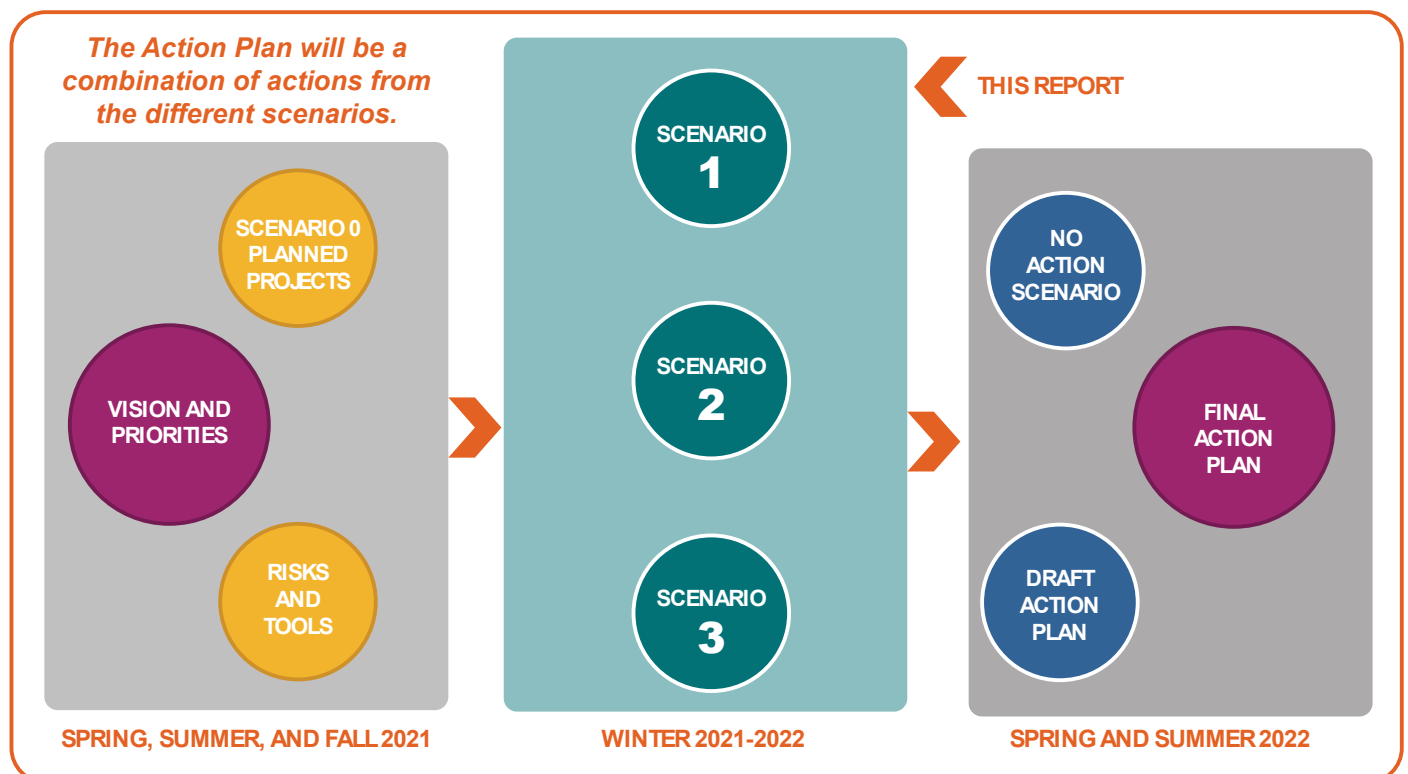 The Action Plan will be a
combination of actions from
the different scenarios.
SCENARIO 0
PLANNED
PROJECTS
VISION AND
PRIORITIES
RISKS
AND
TOOLS
SPRING, SUMMER, AND FALL 2021
SCENARIO
1
SCENARIO
2
SCENARIO
3
WINTER 2021-2022
THIS REPORT
NO
ACTION
SCENARIO
FINAL
ACTION
PLAN
DRAFT
ACTION
PLAN
SPRING AND SUMMER 2022